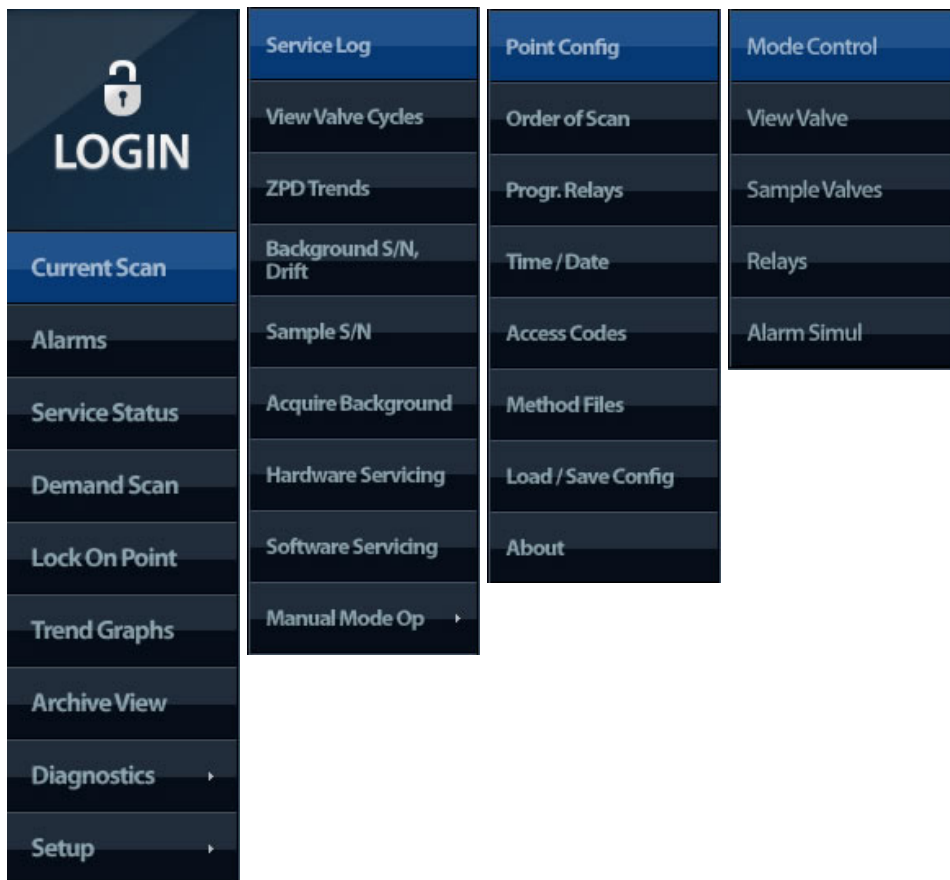 LOGIN
Current Scan
Alarms
Service Status
Demand Scan
Lock On Point
Trend Graphs
Archive View
Diagnostics
Setup
Service Log
View Valve Cycles
ZPD Trends
Background S/N,
Drift
Sample S/N
Acquire Background
Hardware Servicing
Software Servicing
Manual Mode Op
Point Config
Order of Scan
Progr. Relays
Time / Date
Access Codes
Method Files
Load / Save Config
About
Mode Control
View Valve
Sample Valves
Relays
Alarm Simul